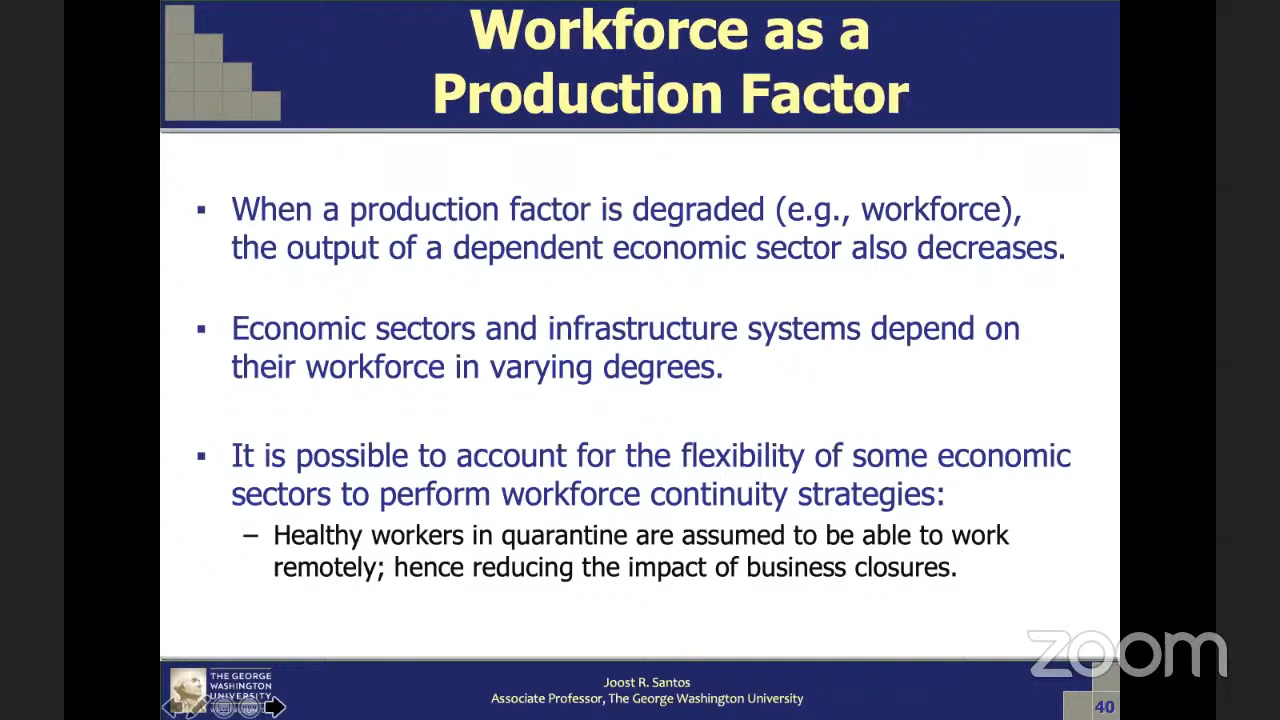 Workforce as a
Production Factor
▪ When a production factor is degraded (e.g., workforce),
the output of a dependent economic sector also decreases.
▪ Economic sectors and infrastructure systems depend on
their workforce in varying degrees.
▪ It is possible to account for the flexibility of some economic
sectors to perform workforce continuity strategies:
– Healthy workers in quarantine are assumed to be able to work
remotely; hence reducing the impact of business closures.
zoom
THE GEORGE
WASHINGTON
UNIVERSITY
Joost R. Santos
Associate Professor, The George Washington University
40